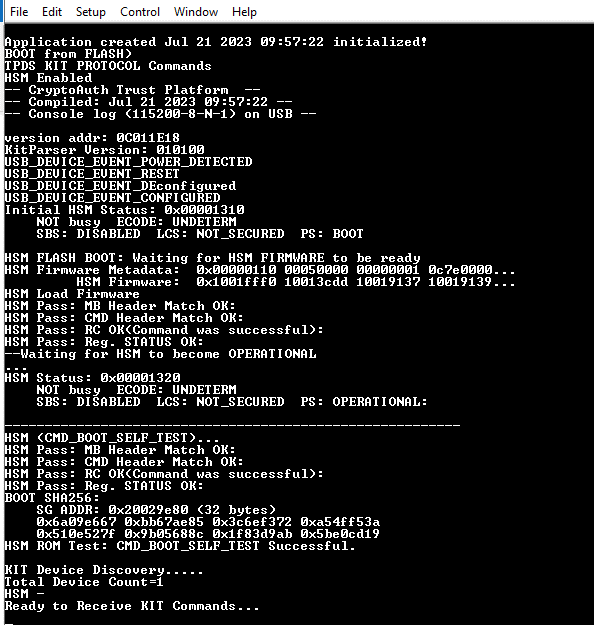 File Edit Setup Control Window Help
Application created Jul 21 2023 09:57:22 initialized!
BOOT from FLASH>
TPDS KIT PROTOCOL Commands
HSM Enabled
-- CryptoAuth Trust Platform --
-- Compiled: Jul 21 2023 09:57:22 --
-- Console log (115200-8-N-1) on USB --
version addr: 0C011E18
KitParser Version: 010100
USB_DEVICE_EVENT_POWER_DETECTED
USB_DEVICE_EVENT_RESET
USB_DEVICE_EVENT_DEconfigured
USB_DEVICE_EVENT_CONFIGURED
Initial HSM Status: 0x00001310
NOT busy ECODE: UNDETERM
SBS: DISABLED LCS: NOT_SECURED PS: BOOT
HSM FLASH BOOT: Waiting for HSM FIRMWARE to be ready
HSM Firmware Metadata: 0x00000110 00050000 00000001 0c7e0000...
HSM Firmware: 0x1001fff0 10013cdd 10019137 10019139...
HSM Load Firmware
HSM Pass: MB Header Match OK:
HSM Pass: CMD Header Match OK:
HSM Pass: RC OK(Command was successful):
HSM Pass: Reg. STATUS OK:
--Waiting for HSM to become OPERATIONAL
...
HSM Status: 0x00001320
NOT busy ECODE: UNDETERM
SBS: DISABLED LCS: NOT_SECURED PS: OPERATIONAL:
---------------------------------------------------------
HSM (CMD_BOOT_SELF_TEST)...
HSM Pass: MB Header Match OK:
HSM Pass: CMD Header Match OK:
HSM Pass: RC OK(Command was successful):
HSM Pass: Reg. STATUS OK:
BOOT SHA256:
SG ADDR: 0x20029e80 (32 bytes)
0x6a09e667 0xbb67ae85 0x3c6ef372 0xa54ff53a
0x510e527f 0x9b05688c 0x1f83d9ab 0x5be0cd19
HSM ROM Test: CMD_BOOT_SELF_TEST Successful.
KIT Device Discovery.....
Total Device Count=1
HSM -
Ready to Receive KIT Commands...